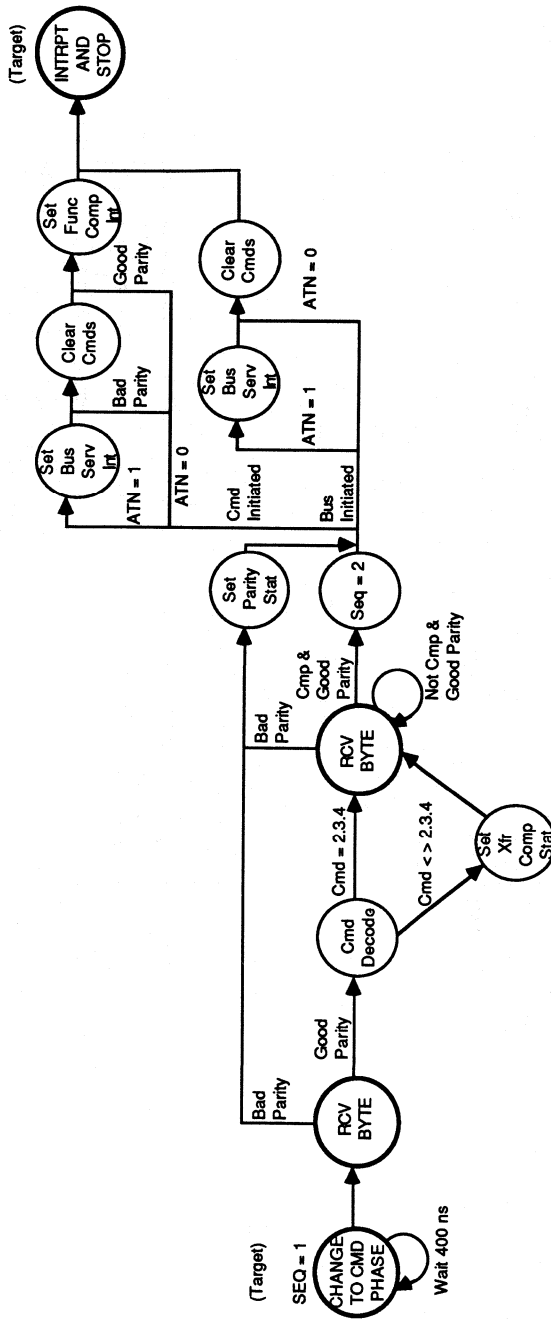 (Target)
SEQ = 1
CHANGE
TO CMD
PHASE
Wait 400 ns
RCV
BYTE
Bad
Parity
Good
Parity
Cmd
Decode
Cmd = 2.3.4
Cmd < > 2.3.4
Set
Xfr
Comp
Stat
RCV
BYTE
Bad
Parity
Cmp &
Good
Parity
Not Cmp &
Good Parity
Set
Parity
Stat
Seq = 2
Cmd
Initiated
Bus
Initiated
ATN = 1
ATN = 0
Set
Bus
Serv
Int
Bad
Parity
Clear
Cmds
Good
Parity
Set
Func
Comp
Int
ATN = 1
Set
Bus
Serv
Int
ATN = 0
Clear
Cmds
(Target)
INTRPT
AND
STOP